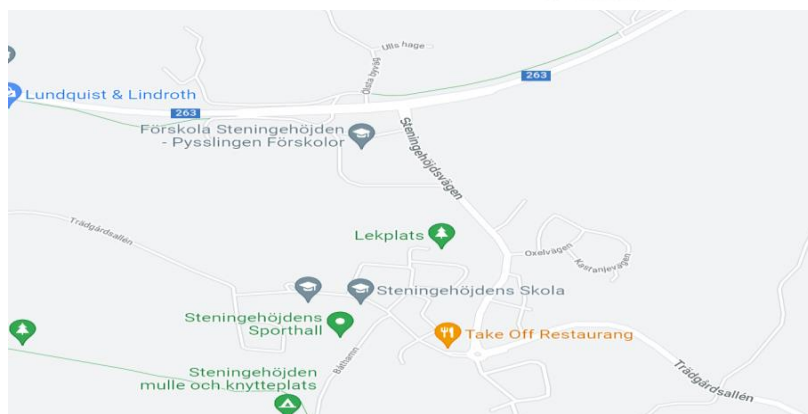 Ulls hage
Olsta byväg
263
Lundquist & Lindroth
263
Förskola Steningehöjden
- Pysslingen Förskolor
Steningehöjdsvägen
Trädgårdsallén
Lekplats
Oxelvägen
Kastanjevägen
Steningehöjdens Skola
Steningehöjdens
Sporthall
Take Off Restaurang
Båthamn
Trädgårdsallén
Steningehöjden
mulle och knytteplats